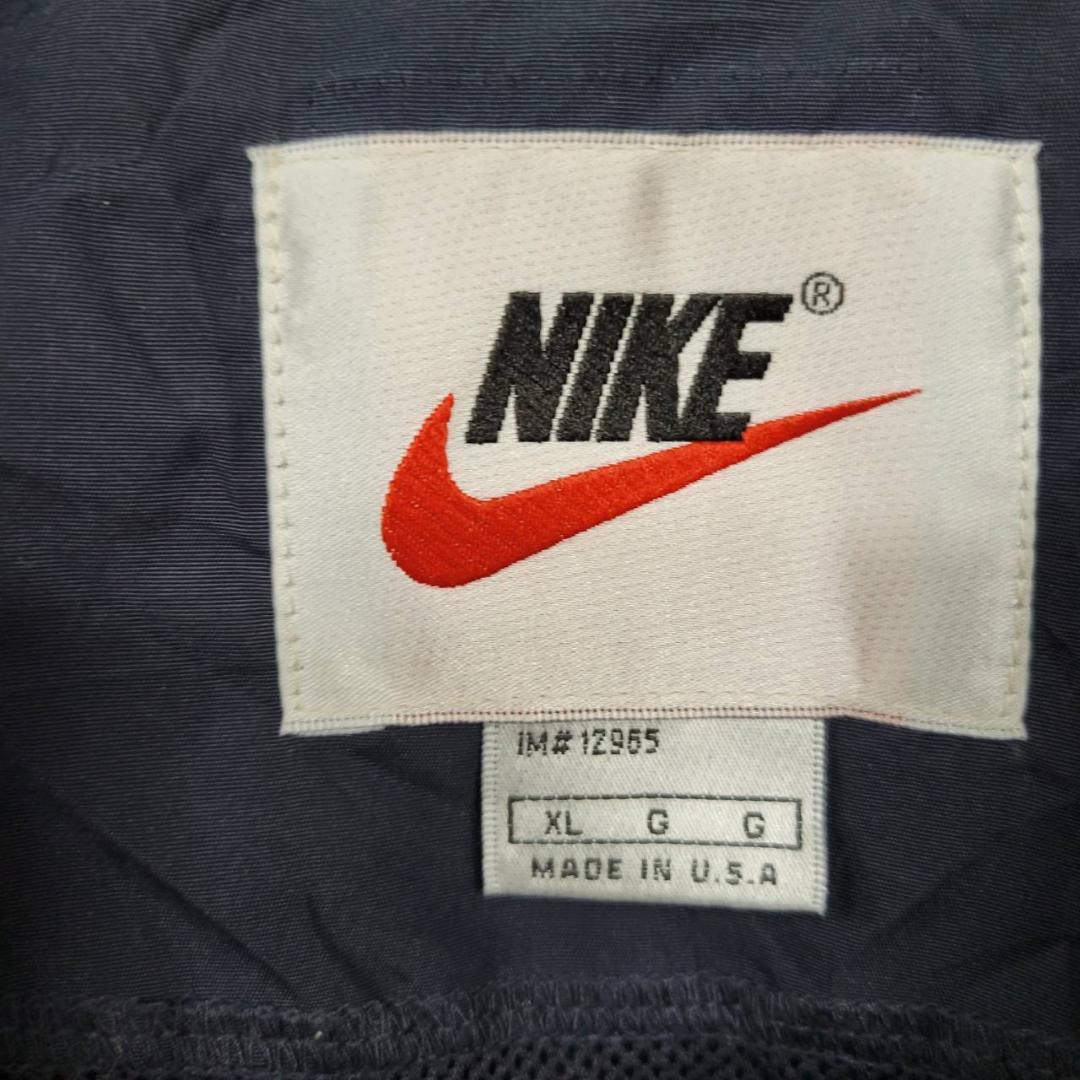 NIKE®
IM# 12965
XL G G
MADE IN U.S.A